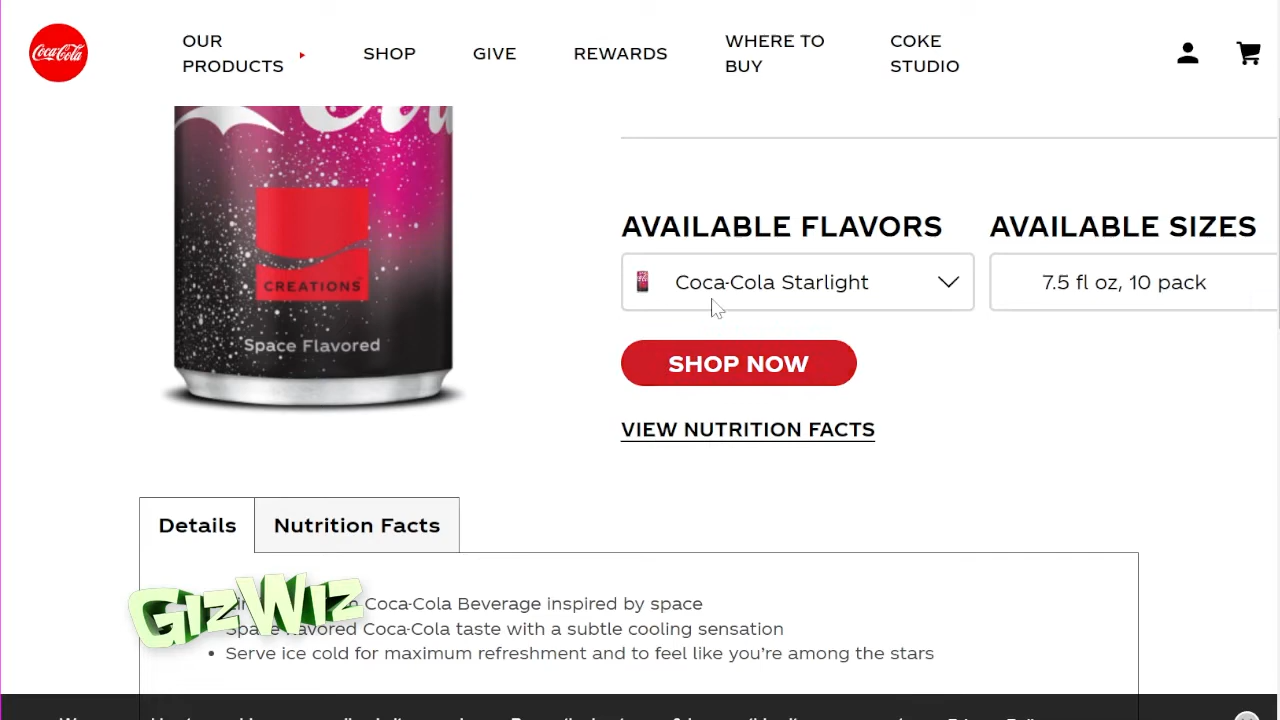 Coca-Cola
OUR PRODUCTS
SHOP
GIVE
REWARDS
WHERE TO BUY
COKE STUDIO
CREATIONS
Space Flavored
AVAILABLE FLAVORS
AVAILABLE SIZES
Coca-Cola Starlight
7.5 fl oz, 10 pack
SHOP NOW
VIEW NUTRITION FACTS
Details
Nutrition Facts
Coca-Cola Beverage inspired by space
Space Flavored Coca-Cola taste with a subtle cooling sensation
• Serve ice cold for maximum refreshment and to feel like you're among the stars
GizWiz